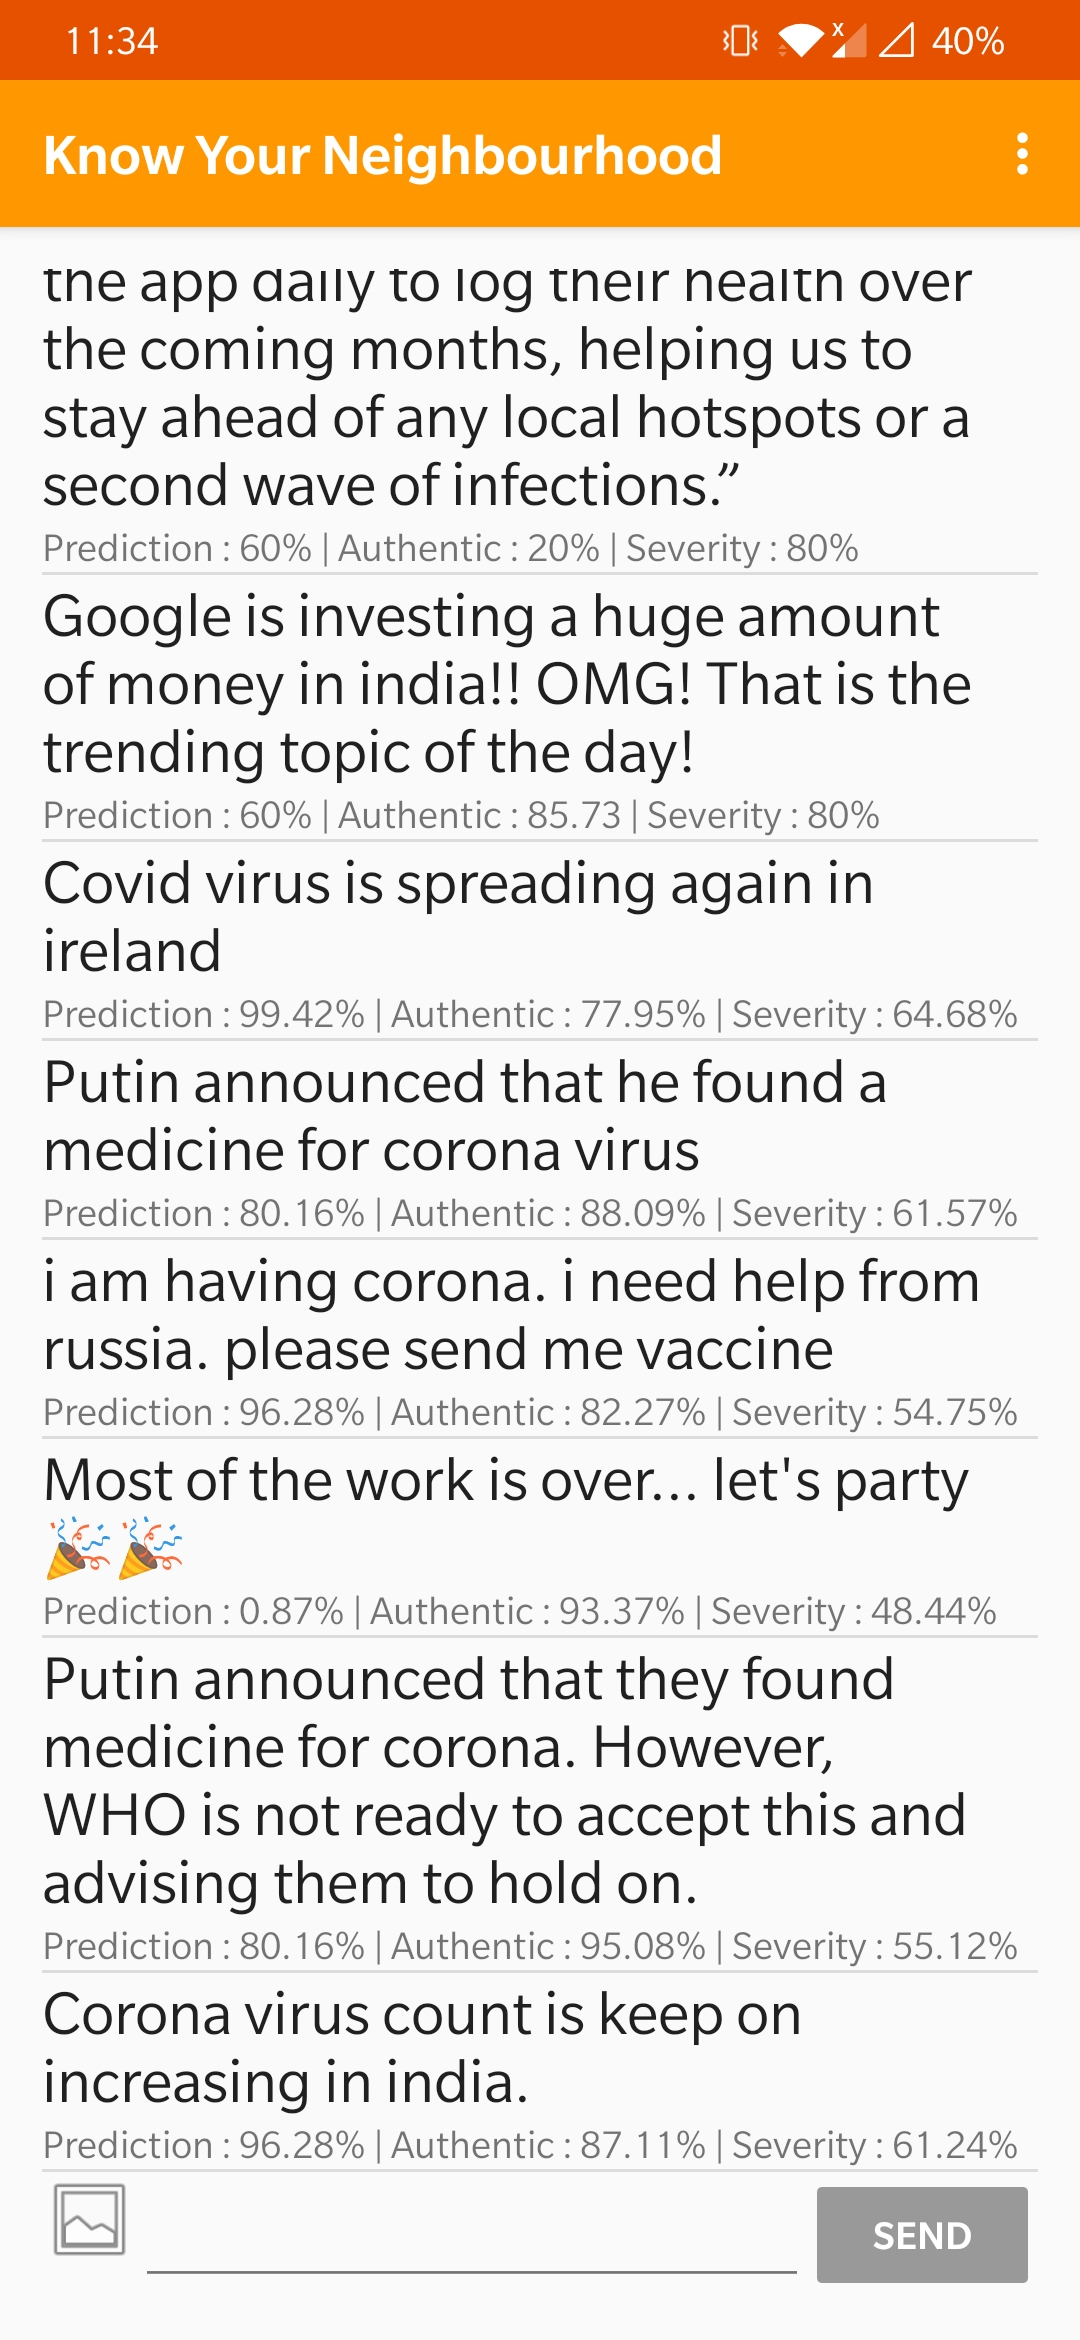 11:34
x
40%
Know Your Neighbourhood
the app daily to log their health over
the coming months, helping us to
stay ahead of any local hotspots or a
second wave of infections.”
Prediction : 60% | Authentic : 20% | Severity : 80%
Google is investing a huge amount
of money in india!! OMG! That is the
trending topic of the day!
Prediction : 60% | Authentic : 85.73 | Severity : 80%
Covid virus is spreading again in
ireland
Prediction : 99.42% | Authentic : 77.95% | Severity : 64.68%
Putin announced that he found a
medicine for corona virus
Prediction : 80.16% | Authentic : 88.09% | Severity : 61.57%
i am having corona. i need help from
russia. please send me vaccine
Prediction : 96.28% | Authentic : 82.27% | Severity : 54.75%
Most of the work is over... let's party
🎉🎉
Prediction : 0.87% | Authentic : 93.37% | Severity : 48.44%
Putin announced that they found
medicine for corona. However,
WHO is not ready to accept this and
advising them to hold on.
Prediction : 80.16% | Authentic : 95.08% | Severity : 55.12%
Corona virus count is keep on
increasing in india.
Prediction : 96.28% | Authentic : 87.11% | Severity : 61.24%
SEND